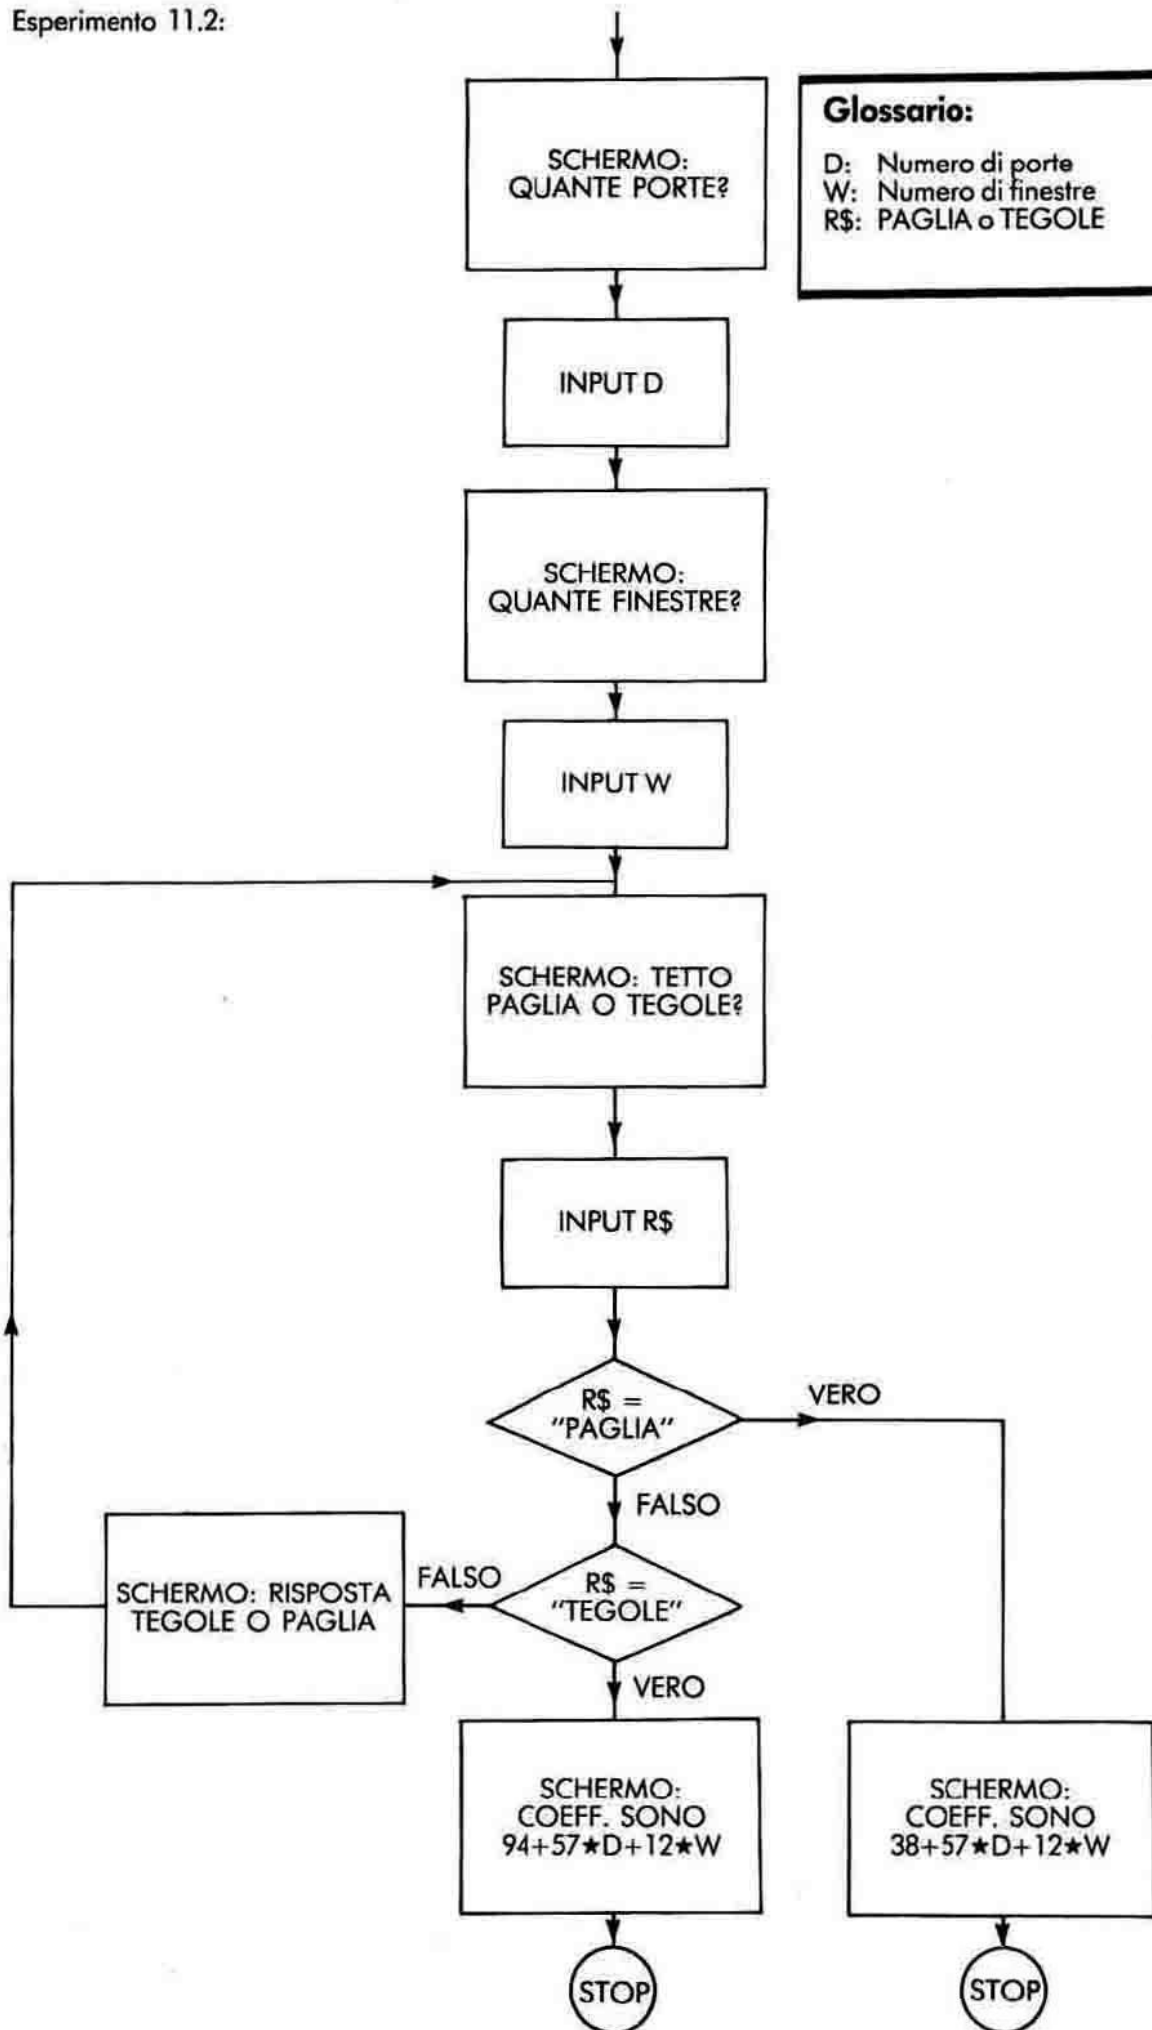 Esperimento 11.2:
SCHERMO:
QUANTE PORTE?
Glossario:
D: Numero di porte
W: Numero di finestre
R$: PAGLIA o TEGOLE
INPUT D
SCHERMO:
QUANTE FINESTRE?
INPUT W
SCHERMO: TETTO
PAGLIA O TEGOLE?
INPUT R$
R$ =
"PAGLIA"
VERO
FALSO
R$ =
"TEGOLE"
FALSO
SCHERMO: RISPOSTA
TEGOLE O PAGLIA
VERO
SCHERMO:
COEFF. SONO
94+57★D+12★W
SCHERMO:
COEFF. SONO
38+57★D+12★W
STOP
STOP